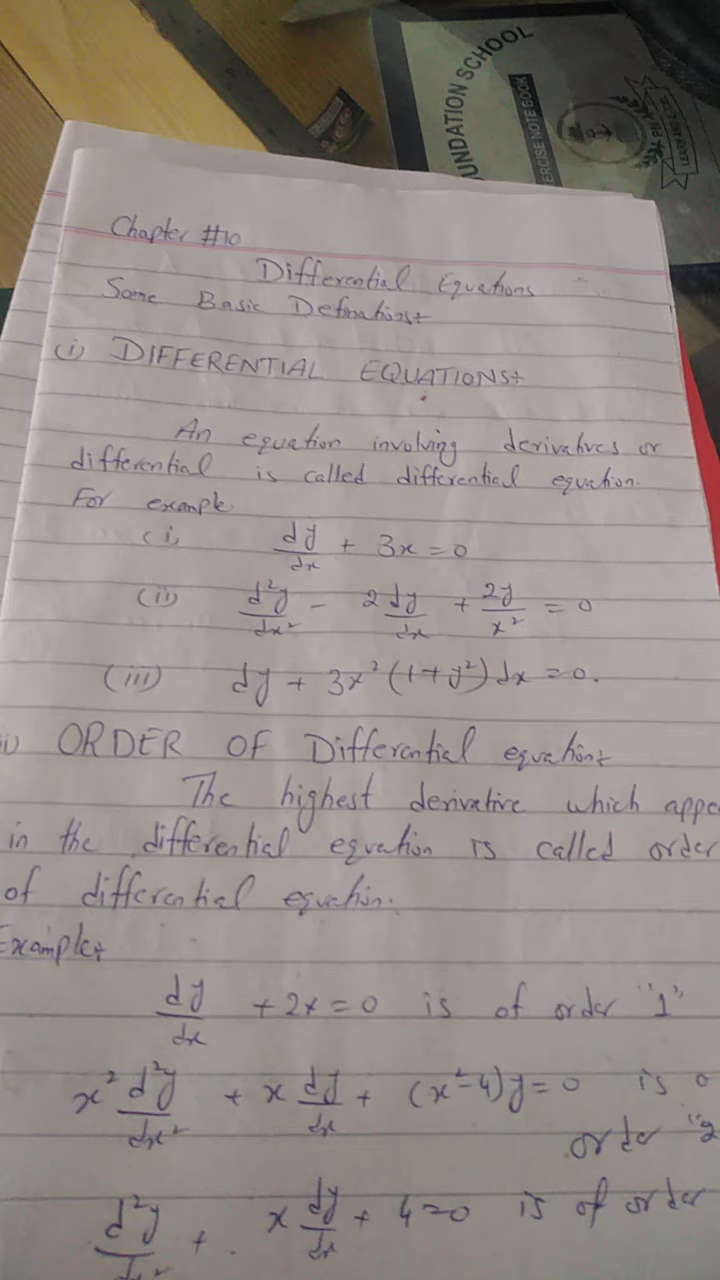 UNDATION SCHOOL
ERCISE NOTE BOOK
Chapter #10
Differential Equations
Some Basic Definations:
(i) DIFFERENTIAL EQUATIONS:
An equation involving derivatives or
differential is called differential equation.
For example
(i) dy/dx + 3x = 0
(ii) d²y/dx² - 2 dy/dx + 2y/x² = 0
(iii) dy + 3x²(1+y²)dx = 0.
i) ORDER OF Differential equation:
The highest derivative which appe
in the differential equation is called order
of differential equation.
Example:
dy/dx + 2x = 0 is of order "1"
x² d²y/dx² + x dy/dx + (x²-4)y = 0 is o
order "2
d²y/dx² + x dy/dx + 4 = 0 is of order